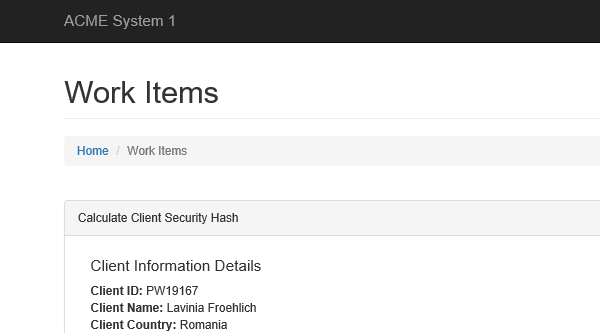 ACME System 1
Work Items
Home / Work Items
Calculate Client Security Hash
Client Information Details
Client ID: PW19167
Client Name: Lavinia Froehlich
Client Country: Romania